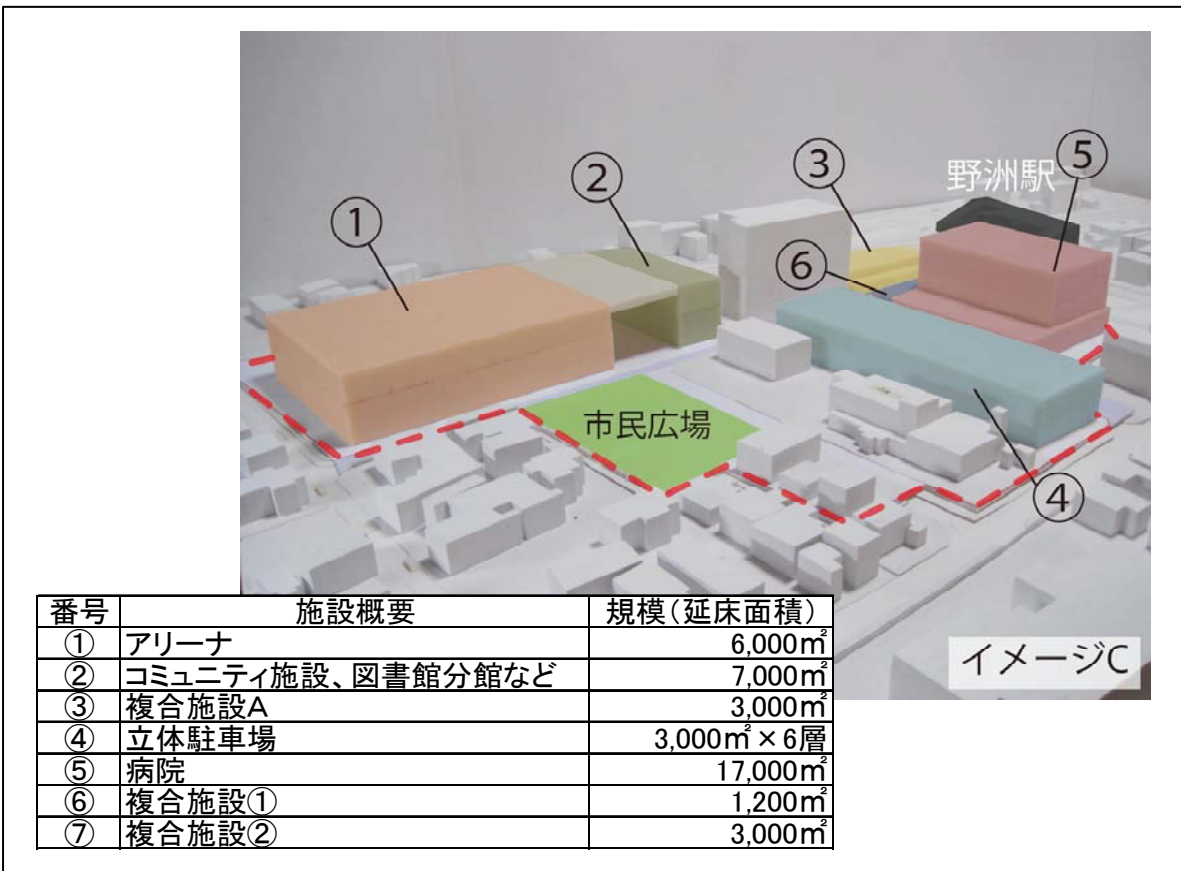 ①
②
③
野洲駅
⑤
⑥
市民広場
④
イメージC
番号 施設概要 規模(延床面積)
① アリーナ 6,000㎡
② コミュニティ施設、図書館分館など 7,000㎡
③ 複合施設A 3,000㎡
④ 立体駐車場 3,000㎡×6層
⑤ 病院 17,000㎡
⑥ 複合施設① 1,200㎡
⑦ 複合施設② 3,000㎡